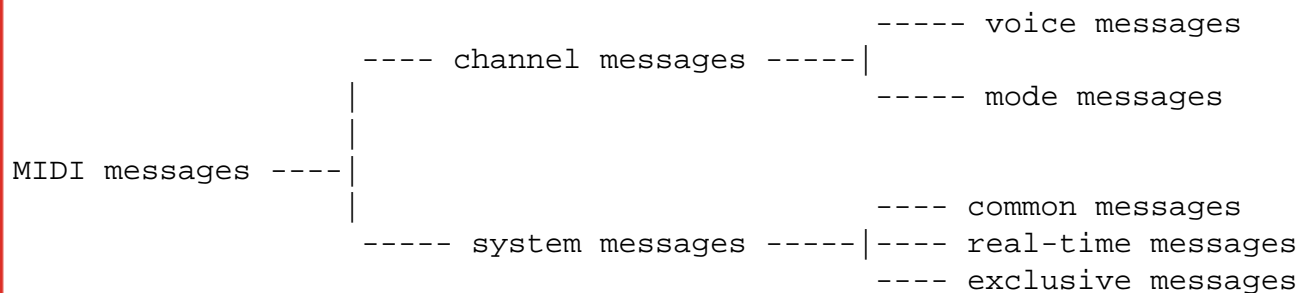 ----- voice messages
---- channel messages -----|
| ----- mode messages
|
MIDI messages ----|
| ---- common messages
----- system messages -----|---- real-time messages
---- exclusive messages